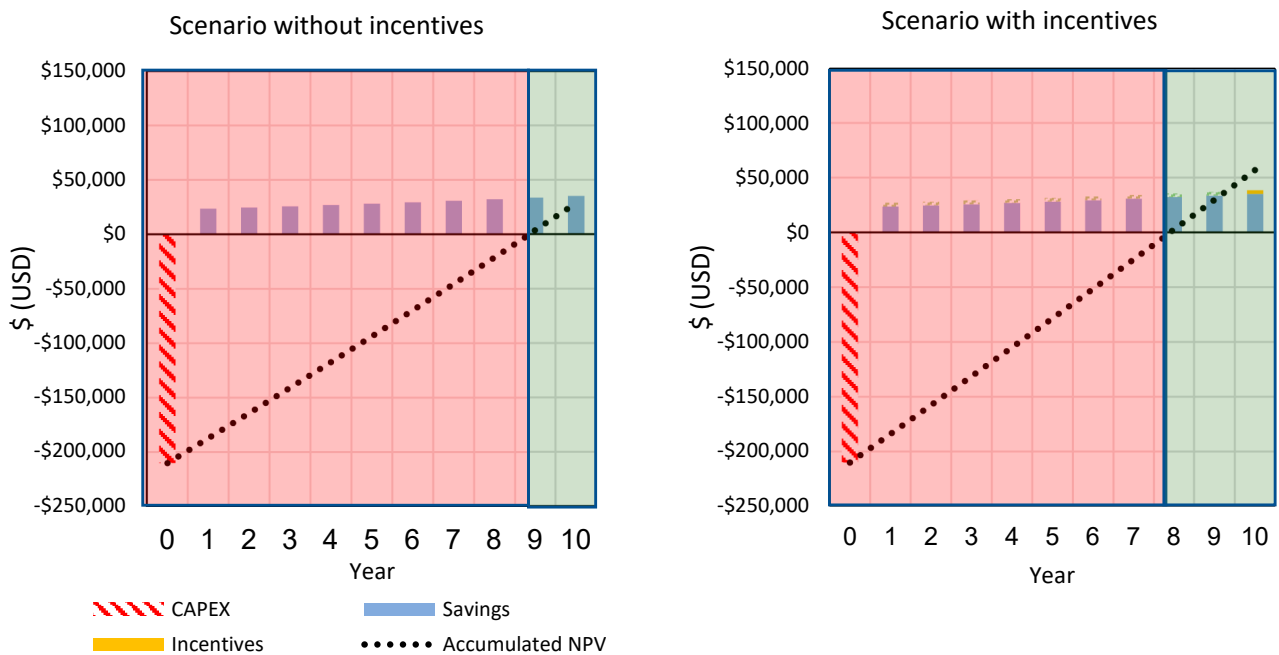 Scenario without incentives
$150,000
$100,000
$50,000
$0
-$50,000
-$100,000
-$150,000
-$200,000
-$250,000
$ (USD)
0 1 2 3 4 5 6 7 8 9 10
Year
Scenario with incentives
$150,000
$100,000
$50,000
$0
-$50,000
-$100,000
-$150,000
-$200,000
-$250,000
$ (USD)
0 1 2 3 4 5 6 7 8 9 10
Year
CAPEX
Savings
Incentives
Accumulated NPV